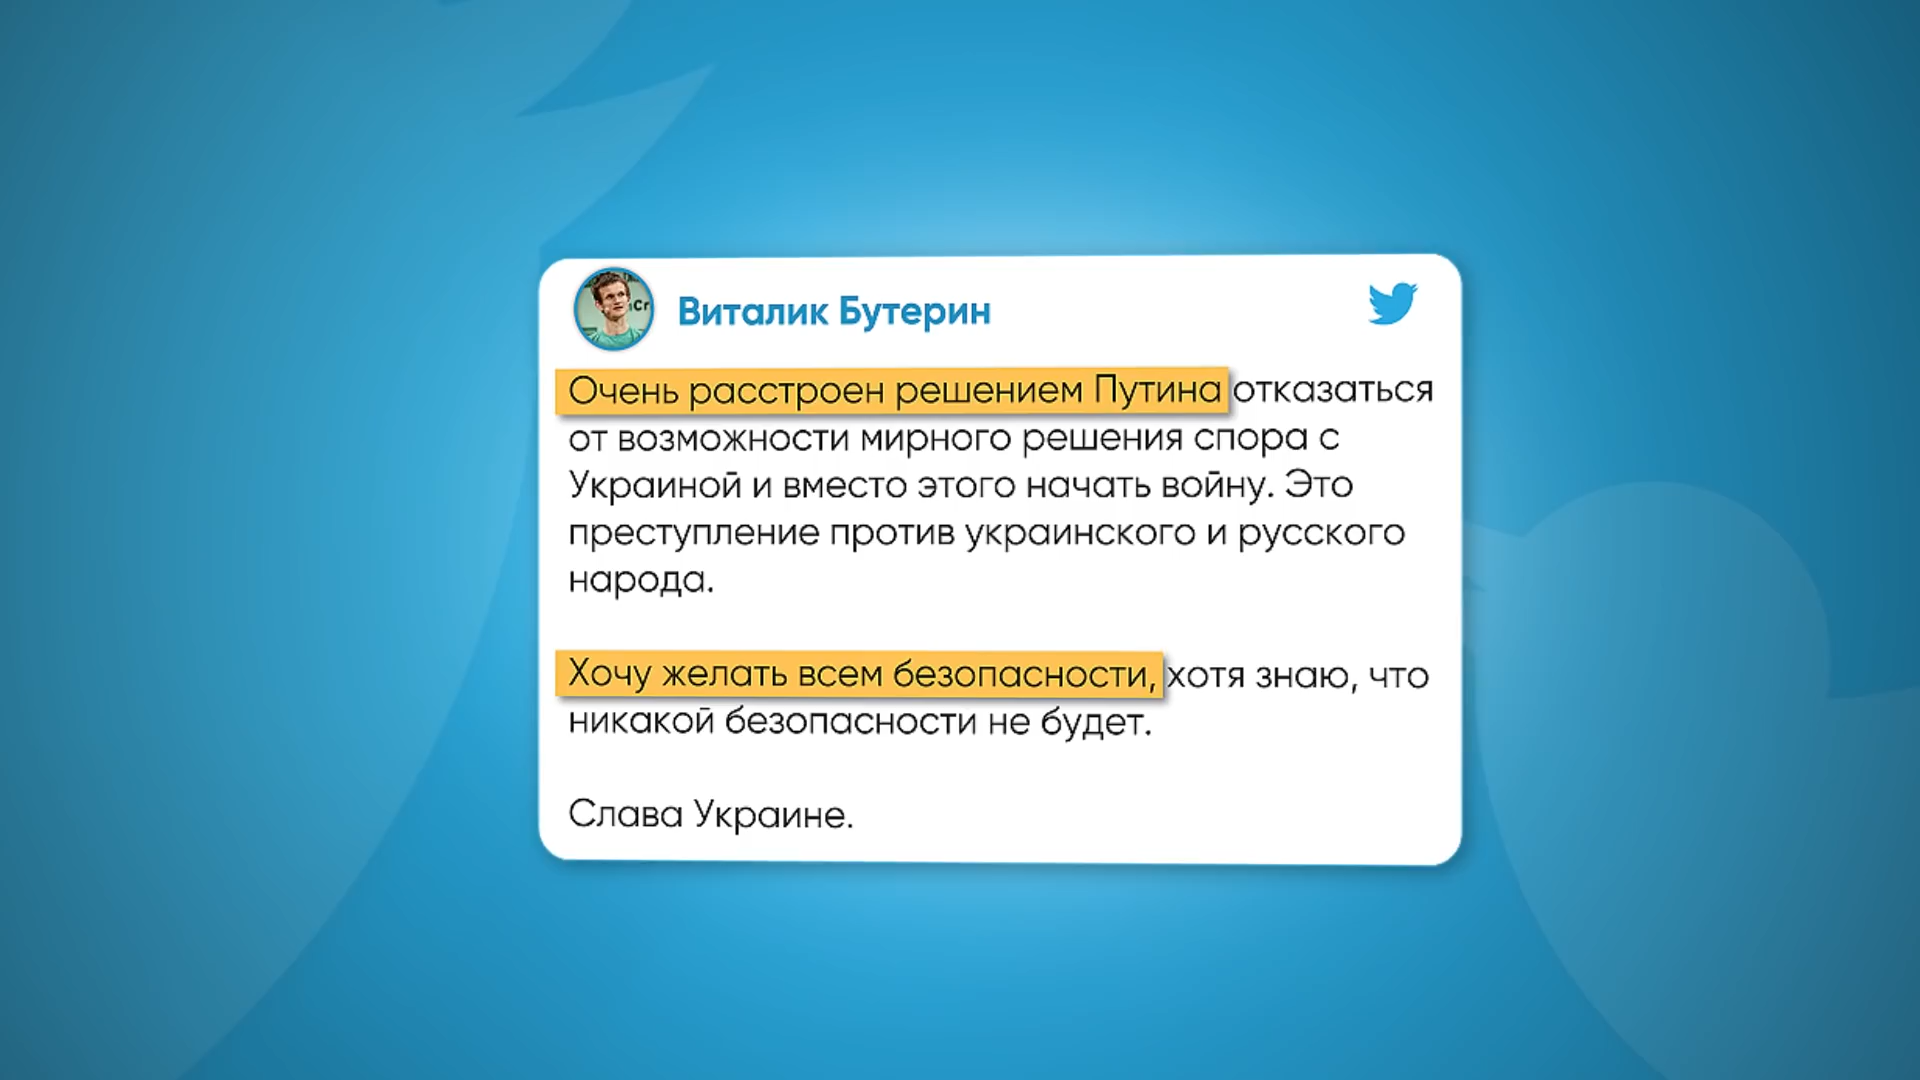 Виталик Бутерин
Очень расстроен решением Путина отказаться
от возможности мирного решения спора с
Украиной и вместо этого начать войну. Это
преступление против украинского и русского
народа.
Хочу желать всем безопасности, хотя знаю, что
никакой безопасности не будет.
Слава Украине.